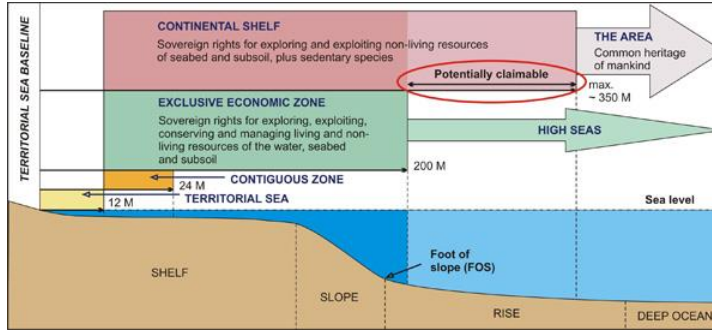 TERRITORIAL SEA BASELINE
CONTINENTAL SHELF
Sovereign rights for exploring and exploiting non-living resources
of seabed and subsoil, plus sedentary species
THE AREA
Common heritage
of mankind
Potentially claimable
max.
~ 350 M
EXCLUSIVE ECONOMIC ZONE
Sovereign rights for exploring, exploiting,
conserving and managing living and non-
living resources of the water, seabed
and subsoil
HIGH SEAS
200 M
CONTIGUOUS ZONE
24 M
TERRITORIAL SEA
12 M
Sea level
Foot of
slope (FOS)
SHELF
SLOPE
RISE
DEEP OCEAN